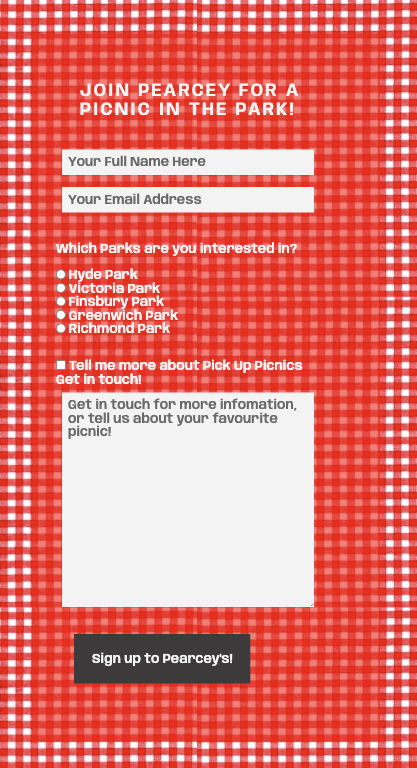 JOIN PEARCEY FOR A
PICNIC IN THE PARK!
Your Full Name Here
Your Email Address
Which Parks are you interested in?
Hyde Park
Victoria Park
Finsbury Park
Greenwich Park
Richmond Park
Tell me more about Pick Up Picnics
Get in touch!
Get in touch for more infomation,
or tell us about your favourite
picnic!
Sign up to Pearcey's!